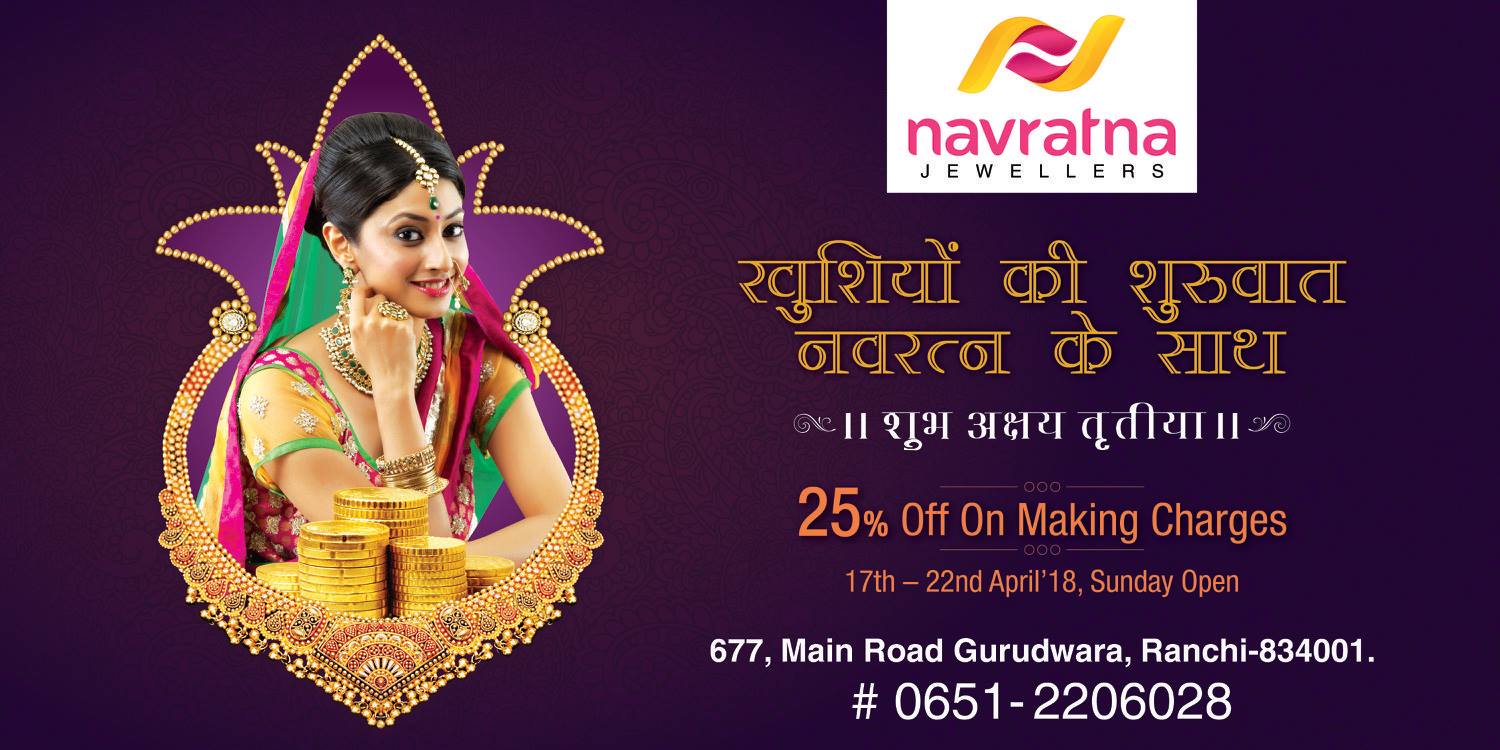 navratna
JEWELLERS
खुशियों की शुरुवात
नवरत्न के साथ
।। शुभ अक्षय तृतीया ।।
25% Off On Making Charges
17th – 22nd April'18, Sunday Open
677, Main Road Gurudwara, Ranchi-834001.
# 0651-2206028